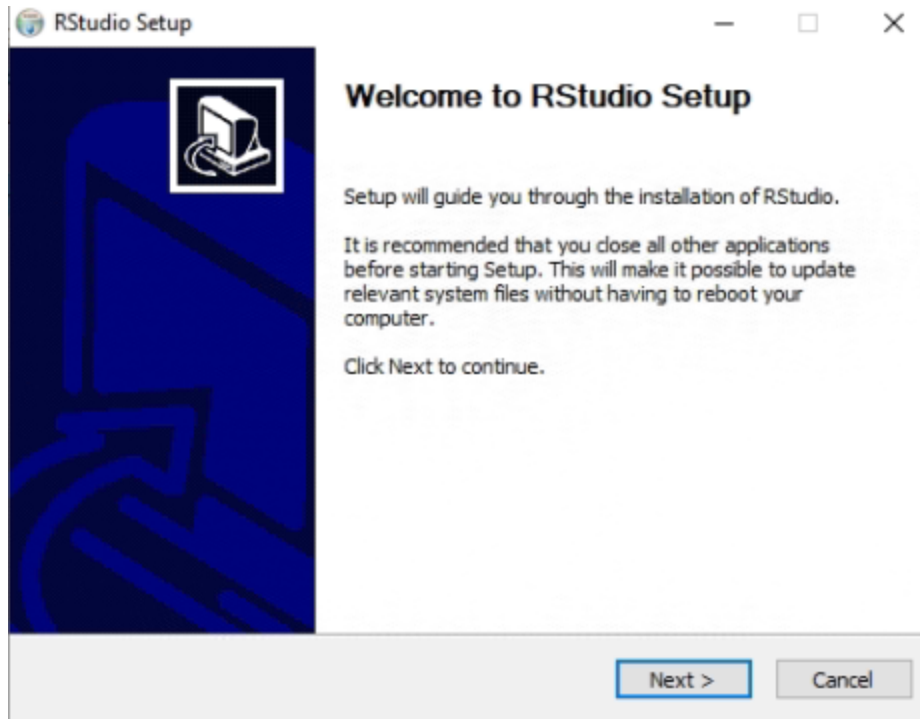 RStudio Setup
Welcome to RStudio Setup
Setup will guide you through the installation of RStudio.
It is recommended that you close all other applications
before starting Setup. This will make it possible to update
relevant system files without having to reboot your
computer.
Click Next to continue.
Next >
Cancel